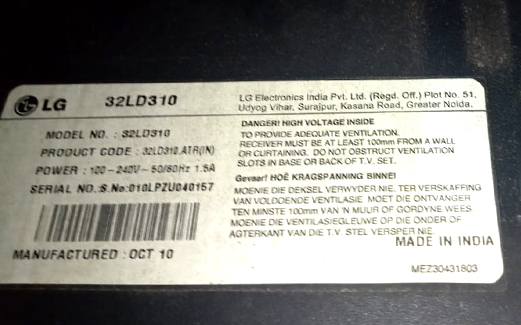 LG 32LD310
MODEL NO. : 32LD310
PRODUCT CODE : 32LD310.ATR(IN)
POWER : 100-240V~50/60Hz 1.5A
SERIAL NO.:S.No:010LPZU040157
MANUFACTURED : OCT 10
LG Electronics India Pvt. Ltd. (Regd. Off.) Plot No. 51,
Udyog Vihar, Surajpur, Kasana Road, Greater Noida.
DANGER! HIGH VOLTAGE INSIDE
TO PROVIDE ADEQUATE VENTILATION.
RECEIVER MUST BE AT LEAST 100mm FROM A WALL
OR CURTAINING. DO NOT OBSTRUCT VENTILATION
SLOTS IN BASE OR BACK OF T.V. SET.
Gevaar! HOË KRAGSPANNING BINNE!
MOENIE DIE DEKSEL VERWYDER NIE, TER VERSKAFFING
VAN VOLDOENDE VENTILASIE MOET DIE ONTVANGER
TEN MINSTE 100mm VAN 'N MUUR OF GORDYNE WEES
MOENIE DIE VENTILASIEGLEUWE OP DIE ONDER OF
AGTERKANT VAN DIE T.V. STEL VERSPER NIE.
MADE IN INDIA
MEZ30431803